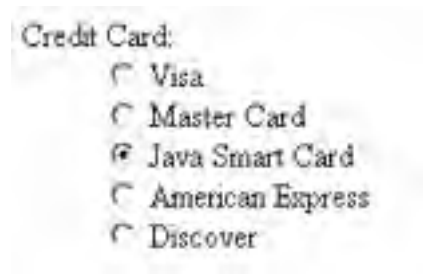 Credit Card:
Visa
Master Card
Java Smart Card
American Express
Discover